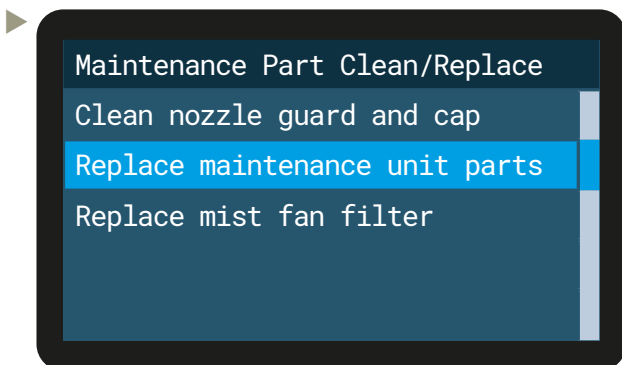 Maintenance Part Clean/Replace
Clean nozzle guard and cap
Replace maintenance unit parts
Replace mist fan filter